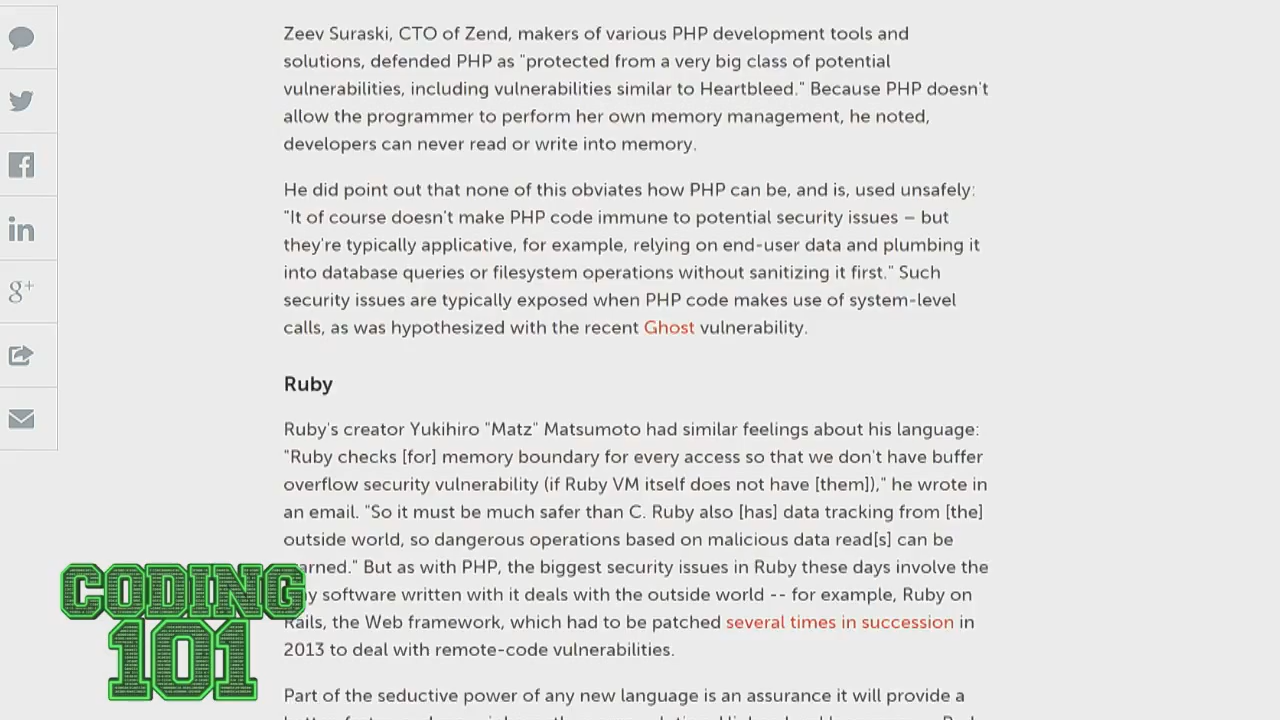 Zeev Suraski, CTO of Zend, makers of various PHP development tools and
solutions, defended PHP as "protected from a very big class of potential
vulnerabilities, including vulnerabilities similar to Heartbleed." Because PHP doesn't
allow the programmer to perform her own memory management, he noted,
developers can never read or write into memory.
He did point out that none of this obviates how PHP can be, and is, used unsafely:
"It of course doesn't make PHP code immune to potential security issues – but
they're typically applicative, for example, relying on end-user data and plumbing it
into database queries or filesystem operations without sanitizing it first." Such
security issues are typically exposed when PHP code makes use of system-level
calls, as was hypothesized with the recent Ghost vulnerability.
Ruby
Ruby's creator Yukihiro "Matz" Matsumoto had similar feelings about his language:
"Ruby checks [for] memory boundary for every access so that we don't have buffer
overflow security vulnerability (if Ruby VM itself does not have [them])," he wrote in
an email. "So it must be much safer than C. Ruby also [has] data tracking from [the]
outside world, so dangerous operations based on malicious data read[s] can be
arned." But as with PHP, the biggest security issues in Ruby these days involve the
y software written with it deals with the outside world -- for example, Ruby on
Rails, the Web framework, which had to be patched several times in succession in
2013 to deal with remote-code vulnerabilities.
Part of the seductive power of any new language is an assurance it will provide a
in
g+
CODING
101